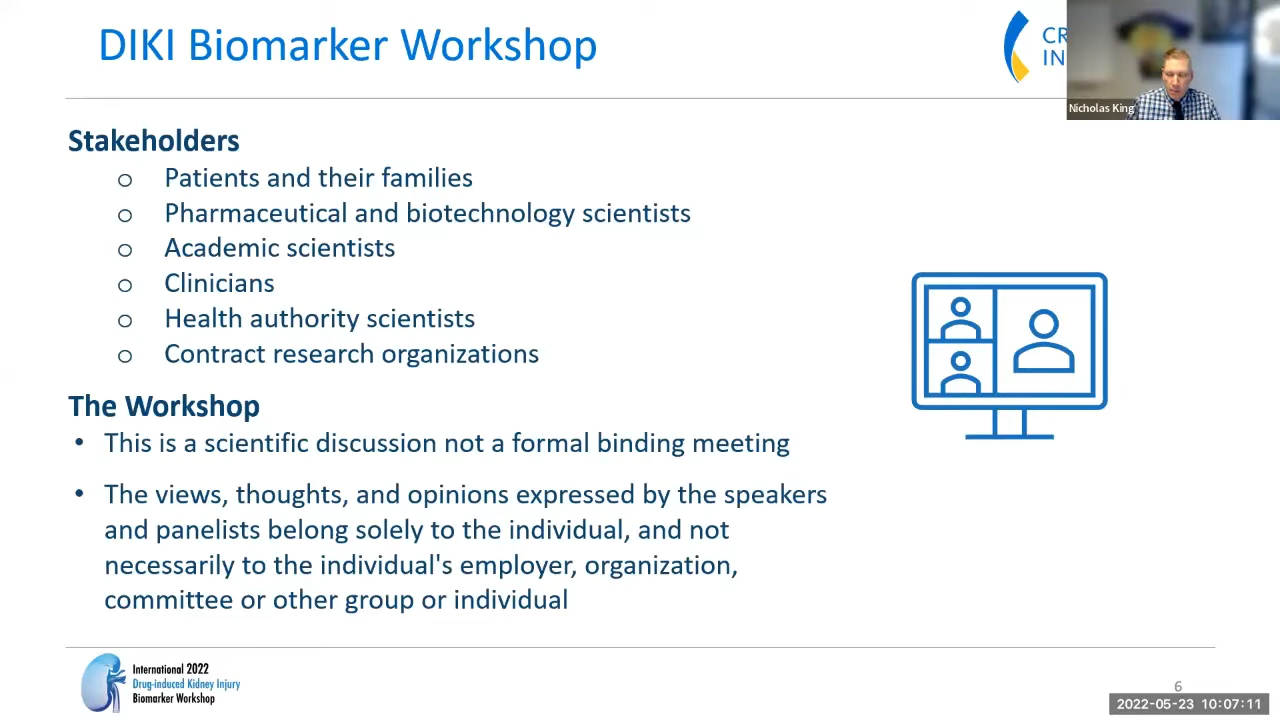 DIKI Biomarker Workshop
CR
IN
Nicholas King
Stakeholders
o Patients and their families
o Pharmaceutical and biotechnology scientists
o Academic scientists
o Clinicians
o Health authority scientists
o Contract research organizations
The Workshop
• This is a scientific discussion not a formal binding meeting
• The views, thoughts, and opinions expressed by the speakers
and panelists belong solely to the individual, and not
necessarily to the individual's employer, organization,
committee or other group or individual
International 2022
Drug-induced Kidney Injury
Biomarker Workshop
6
2022-05-23 10:07:11